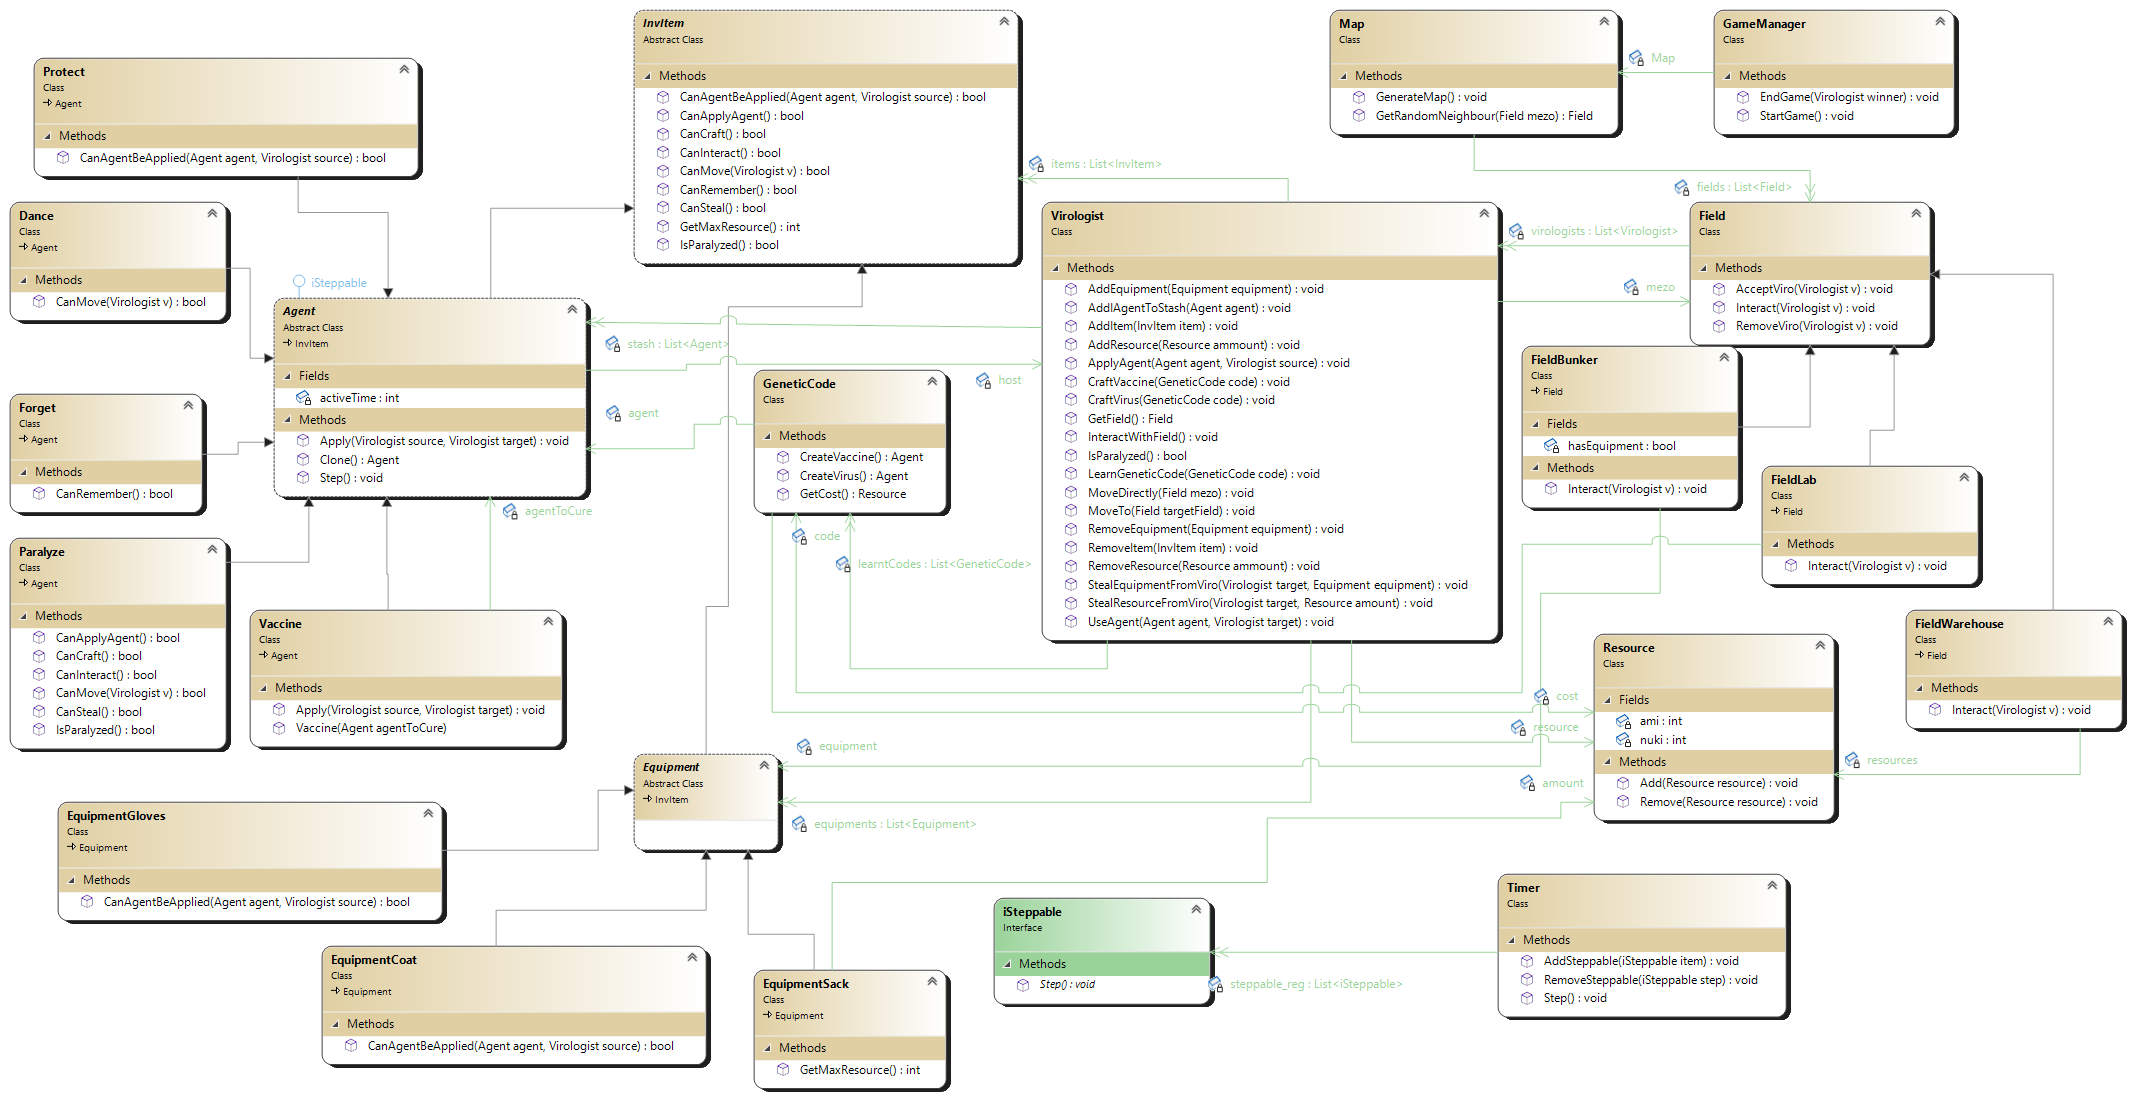 InvItem
Abstract Class
Methods
CanAgentBeApplied(Agent agent, Virologist source) : bool
CanApplyAgent() : bool
CanCraft() : bool
CanInteract() : bool
CanMove(Virologist v) : bool
CanRemember() : bool
CanSteal() : bool
GetMaxResource() : int
IsParalyzed() : bool
Map
Class
Methods
GenerateMap() : void
GetRandomNeighbour(Field mezo) : Field
Map
GameManager
Class
Methods
EndGame(Virologist winner) : void
StartGame() : void
Protect
Class
Agent
Methods
CanAgentBeApplied(Agent agent, Virologist source) : bool
items : List<InvItem>
fields : List<Field>
Dance
Class
Agent
Methods
CanMove(Virologist v) : bool
iSteppable
Agent
Abstract Class
InvItem
Fields
activeTime : int
Methods
Apply(Virologist source, Virologist target) : void
Clone() : Agent
Step() : void
stash : List<Agent>
host
agent
agentToCure
Virologist
Class
Methods
AddEquipment(Equipment equipment) : void
AddIAgentToStash(Agent agent) : void
AddItem(InvItem item) : void
AddResource(Resource ammount) : void
ApplyAgent(Agent agent, Virologist source) : void
CraftVaccine(GeneticCode code) : void
CraftVirus(GeneticCode code) : void
GetField() : Field
InteractWithField() : void
IsParalyzed() : bool
LearnGeneticCode(GeneticCode code) : void
MoveDirectly(Field mezo) : void
MoveTo(Field targetField) : void
RemoveEquipment(Equipment equipment) : void
RemoveItem(InvItem item) : void
RemoveResource(Resource ammount) : void
StealEquipmentFromViro(Virologist target, Equipment equipment) : void
StealResourceFromViro(Virologist target, Resource amount) : void
UseAgent(Agent agent, Virologist target) : void
virologists : List<Virologist>
mezo
Field
Class
Methods
AcceptViro(Virologist v) : void
Interact(Virologist v) : void
RemoveViro(Virologist v) : void
FieldBunker
Class
Field
Fields
hasEquipment : bool
Methods
Interact(Virologist v) : void
GeneticCode
Class
Methods
CreateVaccine() : Agent
CreateVirus() : Agent
GetCost() : Resource
code
learntCodes : List<GeneticCode>
Forget
Class
Agent
Methods
CanRemember() : bool
FieldLab
Class
Field
Methods
Interact(Virologist v) : void
Paralyze
Class
Agent
Methods
CanApplyAgent() : bool
CanCraft() : bool
CanInteract() : bool
CanMove(Virologist v) : bool
CanSteal() : bool
IsParalyzed() : bool
Vaccine
Class
Agent
Methods
Apply(Virologist source, Virologist target) : void
Vaccine(Agent agentToCure)
FieldWarehouse
Class
Field
Methods
Interact(Virologist v) : void
Resource
Class
Fields
ami : int
nuki : int
Methods
Add(Resource resource) : void
Remove(Resource resource) : void
cost
resource
amount
resources
equipment
Equipment
Abstract Class
InvItem
equipments : List<Equipment>
EquipmentGloves
Class
Equipment
Methods
CanAgentBeApplied(Agent agent, Virologist source) : bool
EquipmentCoat
Class
Equipment
Methods
CanAgentBeApplied(Agent agent, Virologist source) : bool
EquipmentSack
Class
Equipment
Methods
GetMaxResource() : int
iSteppable
Interface
Methods
Step() : void
steppable_reg : List<iSteppable>
Timer
Class
Methods
AddSteppable(iSteppable item) : void
RemoveSteppable(iSteppable step) : void
Step() : void